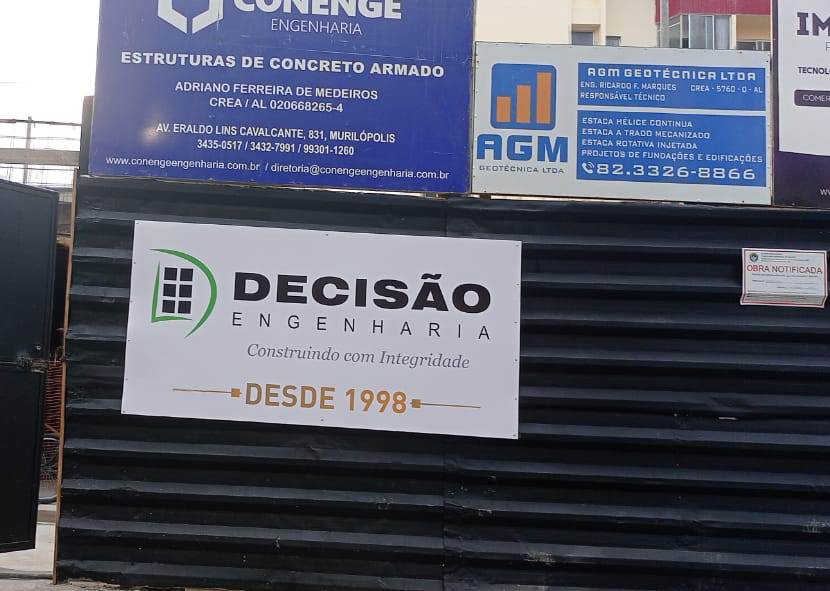 CONENGE
ENGENHARIA
ESTRUTURAS DE CONCRETO ARMADO
ADRIANO FERREIRA DE MEDEIROS
CREA / AL 020668265-4
AV. ERALDO LINS CAVALCANTE, 831, MURILÓPOLIS
3435-0517 / 3432-7991 / 99301-1260
www.conengeengenharia.com.br / diretoria@conengeengenharia.com.br
AGM
GEOTÉCNICA LTDA
AGM GEOTÉCNICA LTDA
ENG. RICARDO F. MARQUES CREA - 5760 - D - AL
RESPONSÁVEL TÉCNICO
ESTACA HÉLICE CONTINUA
ESTACA A TRADO MECANIZADO
ESTACA ROTATIVA INJETADA
PROJETOS DE FUNDAÇÕES E EDIFICAÇÕES
82.3326-8866
DECISÃO
ENGENHARIA
Construindo com Integridade
DESDE 1998
OBRA NOTIFICADA